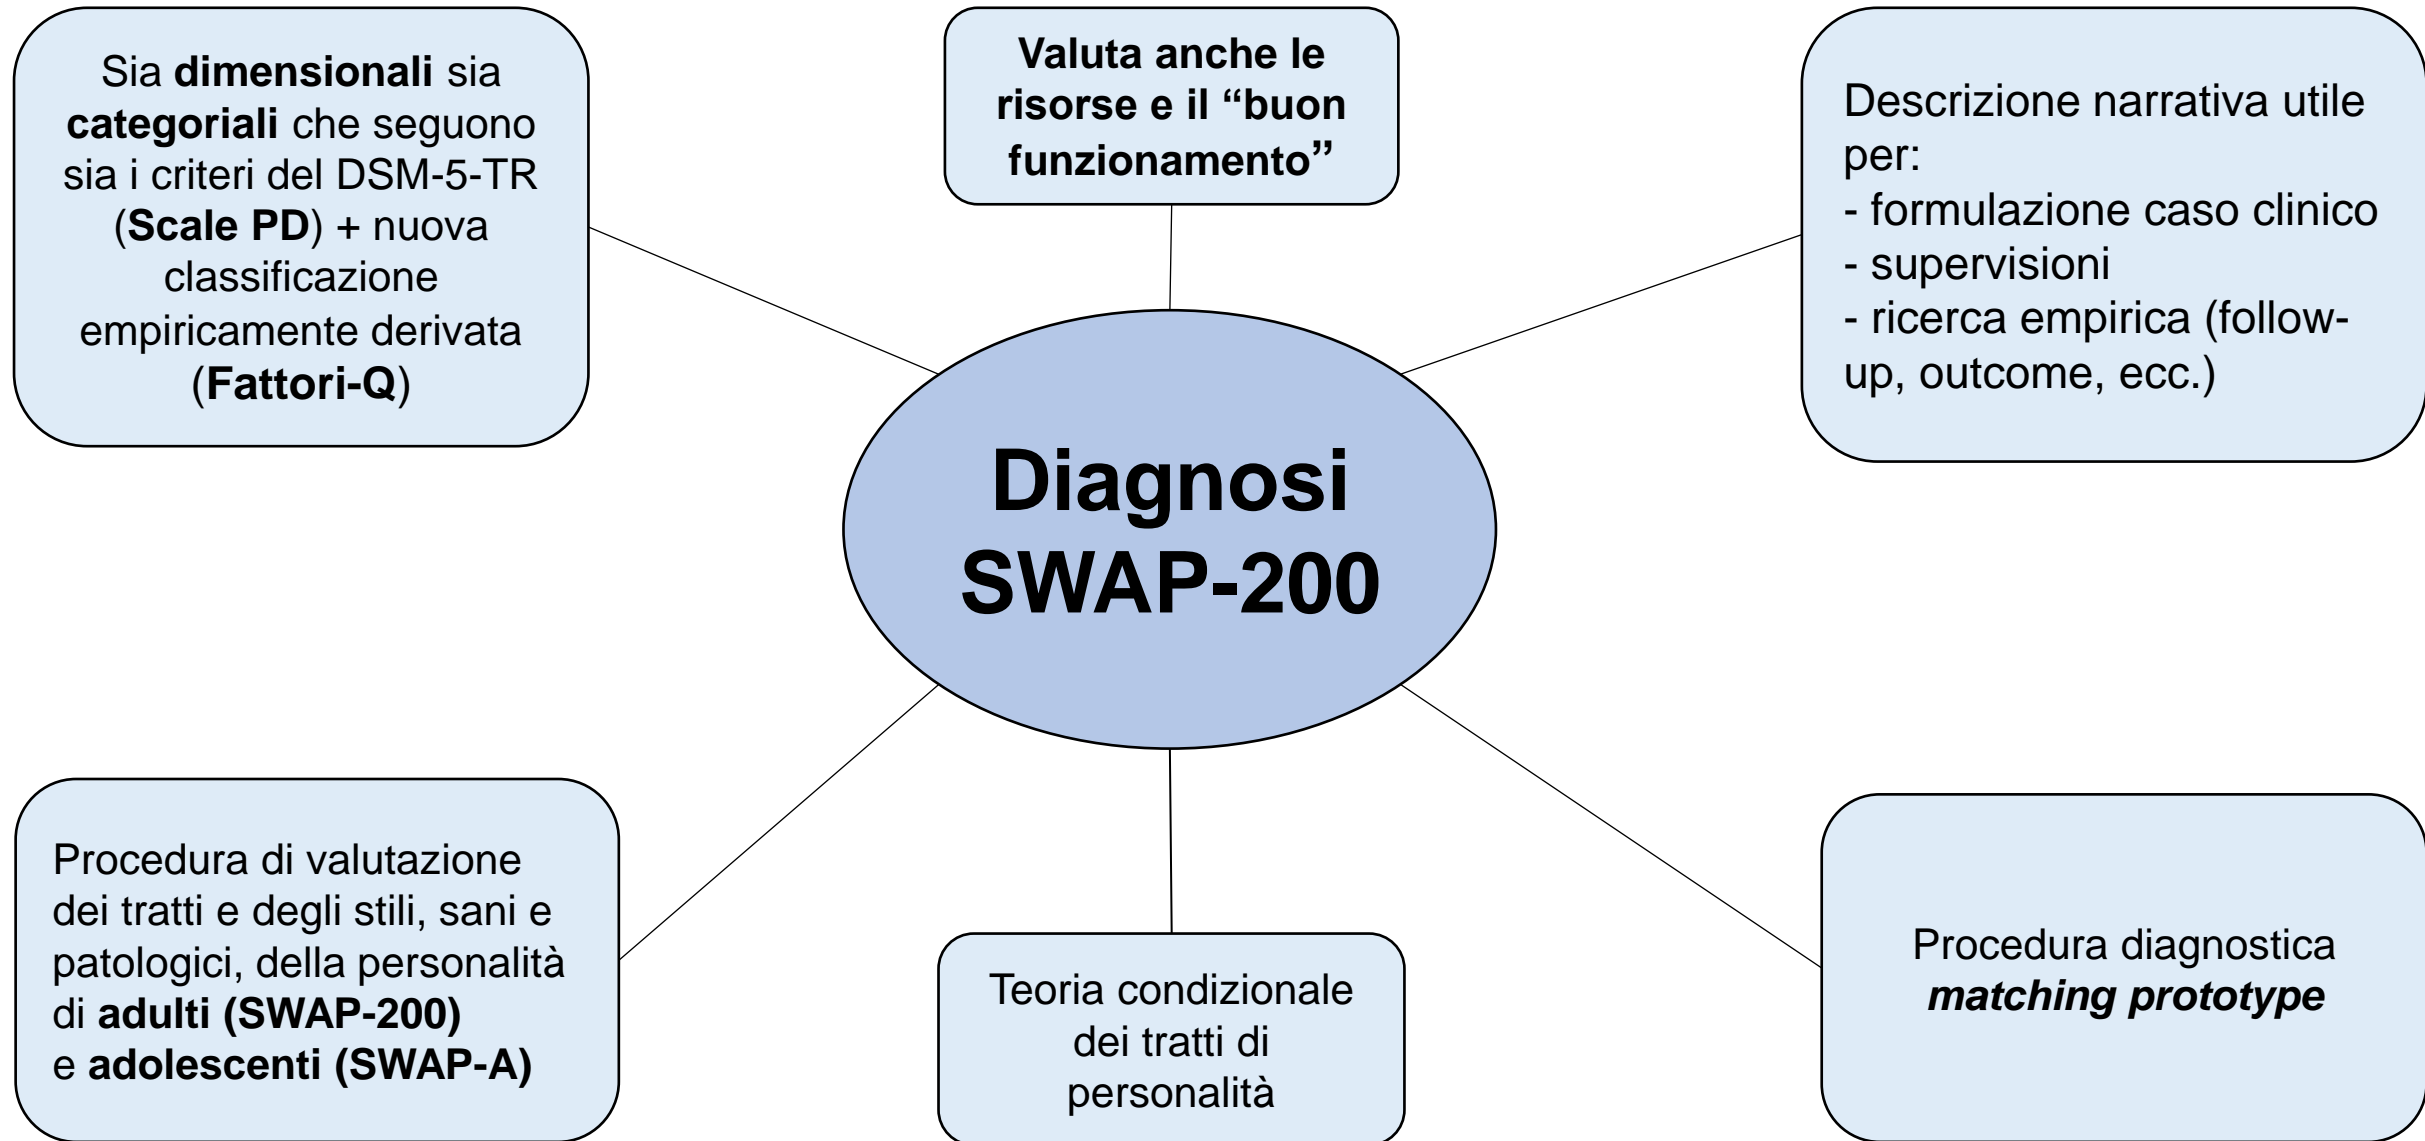 Sia dimensionali sia
categoriali che seguono
sia i criteri del DSM-5-TR
(Scale PD) + nuova
classificazione
empiricamente derivata
(Fattori-Q)
Valuta anche le
risorse e il “buon
funzionamento”
Descrizione narrativa utile
per:
- formulazione caso clinico
- supervisioni
- ricerca empirica (follow-
up, outcome, ecc.)
Diagnosi
SWAP-200
Procedura di valutazione
dei tratti e degli stili, sani e
patologici, della personalità
di adulti (SWAP-200)
e adolescenti (SWAP-A)
Teoria condizionale
dei tratti di
personalità
Procedura diagnostica
matching prototype